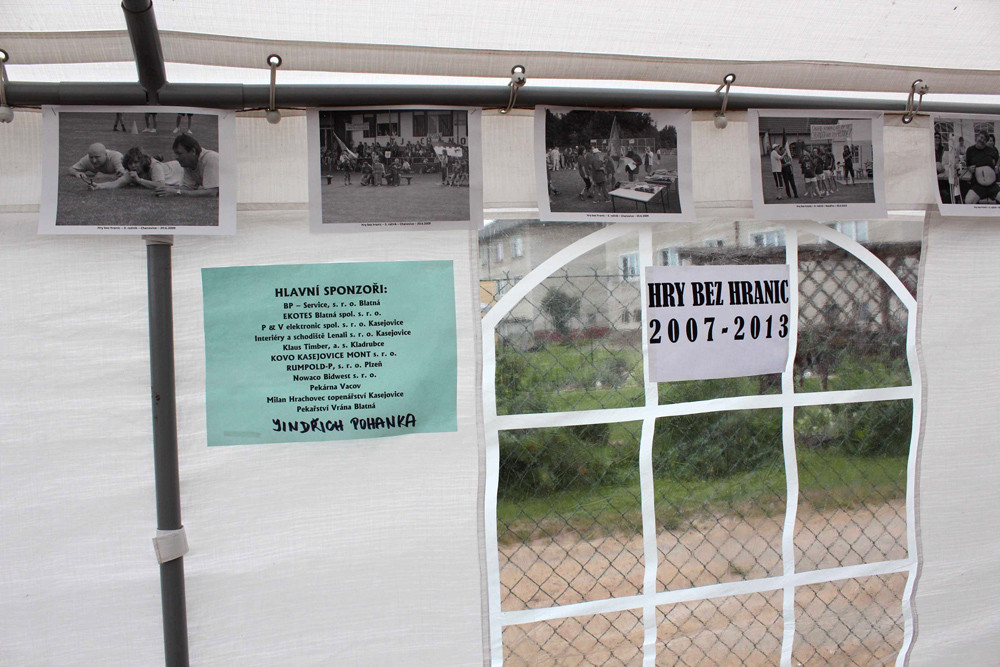 HLAVNÍ SPONZOŘI:
BP – Service, s. r. o. Blatná
EKOTES Blatná spol. s r. o.
P & V elektronic spol. s r. o. Kasejovice
Interiéry a schodiště Lenali s. r. o. Kasejovice
Klaus Timber, a. s. Kladrubce
KOVO KASEJOVICE MONT s. r. o.
RUMPOLD-P, s. r. o. Plzeň
Nowaco Bidwest s. r. o.
Pekárna Vacov
Milan Hrachovec topenářství Kasejovice
Pekařství Vrána Blatná
JINDŘICH POHANKA
HRY BEZ HRANIC
2007-2013